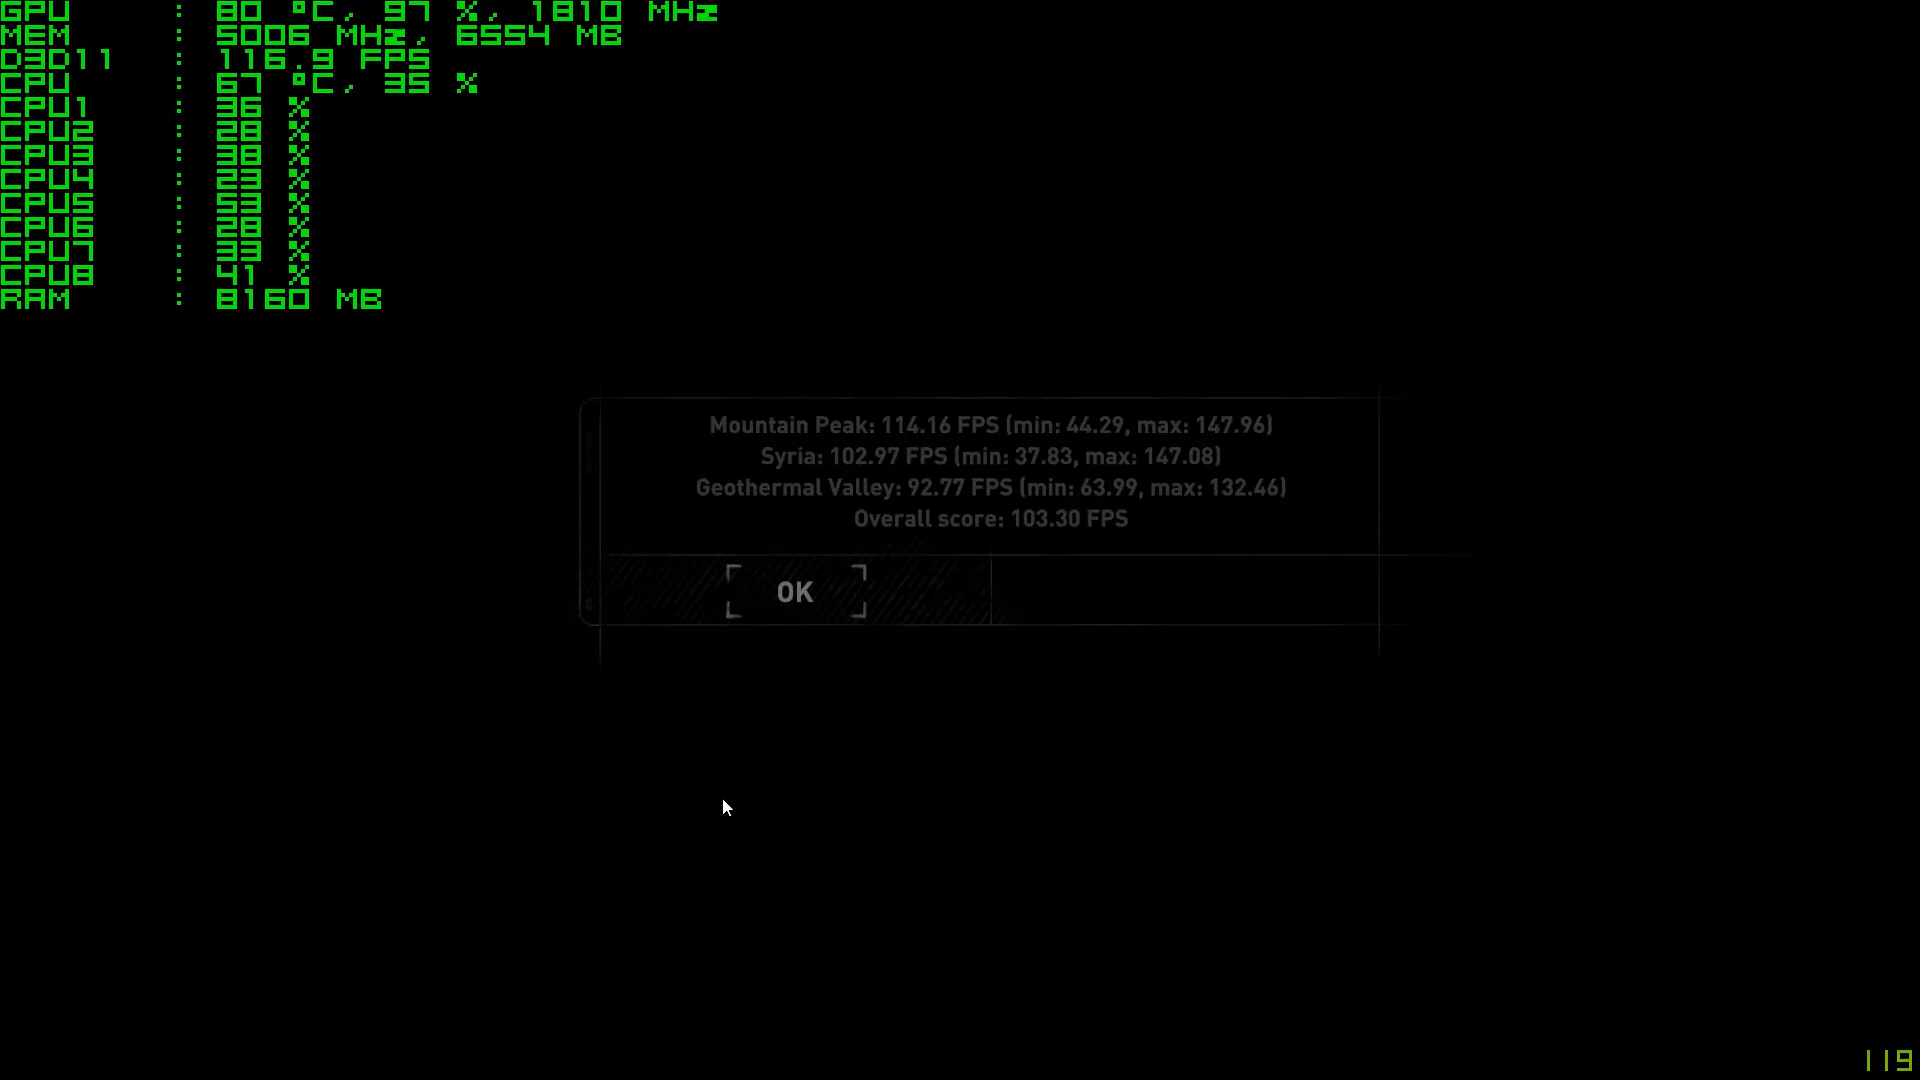 GPU : 80 °C, 97 %, 1810 MHz
MEM : 5006 MHz, 6554 MB
D3D11 : 116.9 FPS
CPU : 67 °C, 35 %
CPU1 : 36 %
CPU2 : 28 %
CPU3 : 38 %
CPU4 : 23 %
CPU5 : 53 %
CPU6 : 28 %
CPU7 : 33 %
CPU8 : 41 %
RAM : 8160 MB
Mountain Peak: 114.16 FPS (min: 44.29, max: 147.96)
Syria: 102.97 FPS (min: 37.83, max: 147.08)
Geothermal Valley: 92.77 FPS (min: 63.99, max: 132.46)
Overall score: 103.30 FPS
OK
119